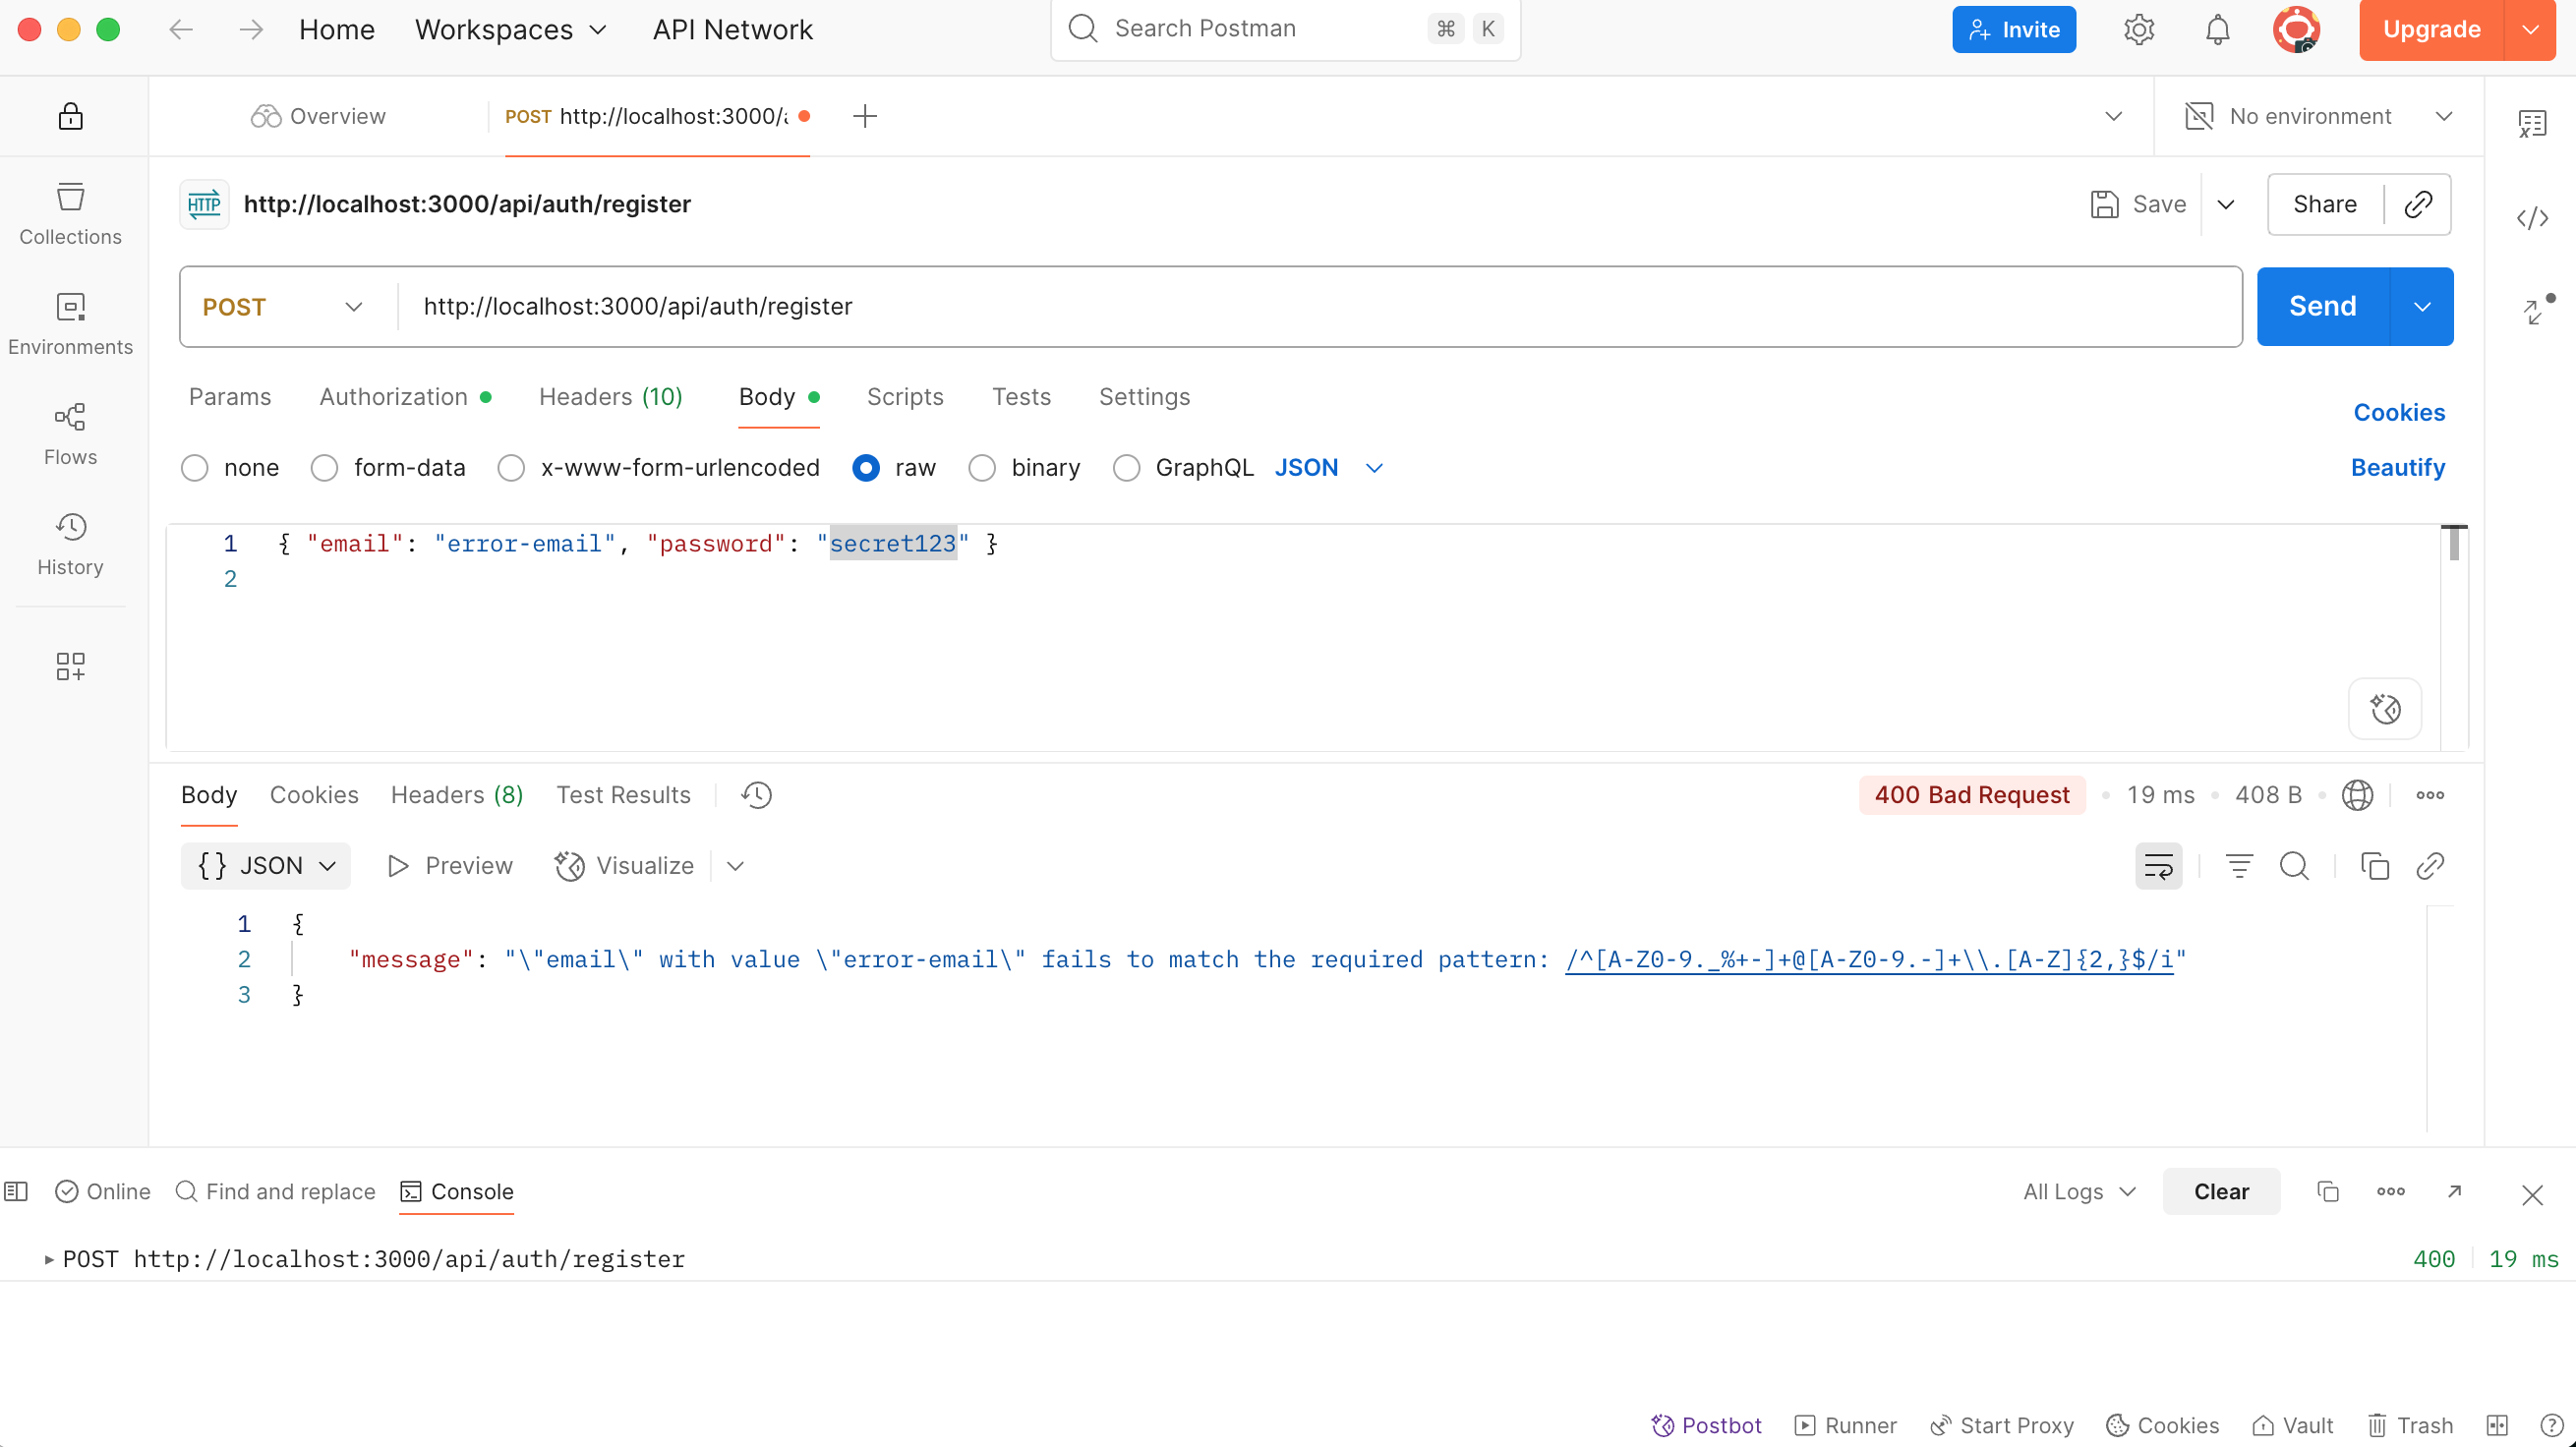 Home Workspaces API Network Search Postman ⌘ K Invite Upgrade
Overview POST http://localhost:3000/a No environment
HTTP http://localhost:3000/api/auth/register Save Share
Collections
POST http://localhost:3000/api/auth/register Send
Environments
Params Authorization Headers (10) Body Scripts Tests Settings Cookies
Flows
none form-data x-www-form-urlencoded raw binary GraphQL JSON Beautify
History
1 { "email": "error-email", "password": "secret123" }
2
Body Cookies Headers (8) Test Results 400 Bad Request 19 ms 408 B
{} JSON Preview Visualize
1 {
2 "message": "\"email\" with value \"error-email\" fails to match the required pattern: /^[A-Z0-9._%+-]+@[A-Z0-9.-]+\\.[A-Z]{2,}$/i"
3 }
Online Find and replace Console All Logs Clear
POST http://localhost:3000/api/auth/register 400 19 ms
Postbot Runner Start Proxy Cookies Vault Trash